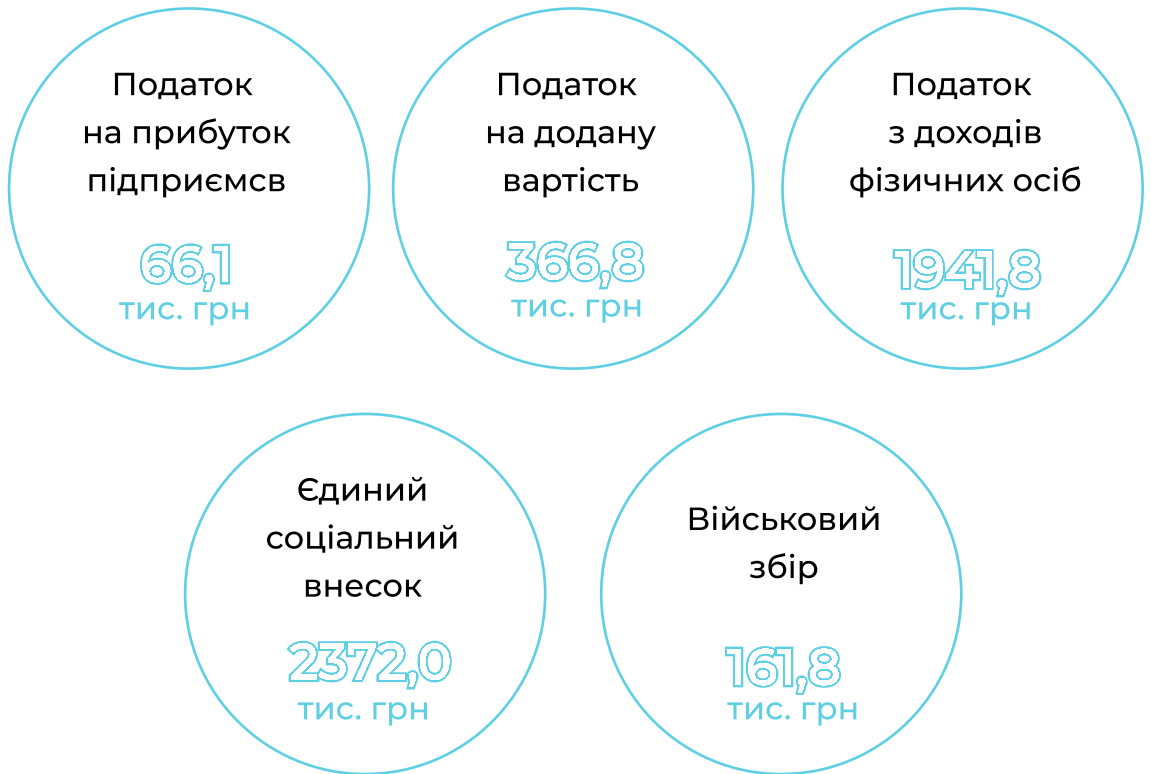 Податок
на прибуток
підприємсв
66,1
тис. грн
Податок
на додану
вартість
366,8
тис. грн
Податок
з доходів
фізичних осіб
1941,8
тис. грн
Єдиний
соціальний
внесок
2372,0
тис. грн
Військовий
збір
161,8
тис. грн